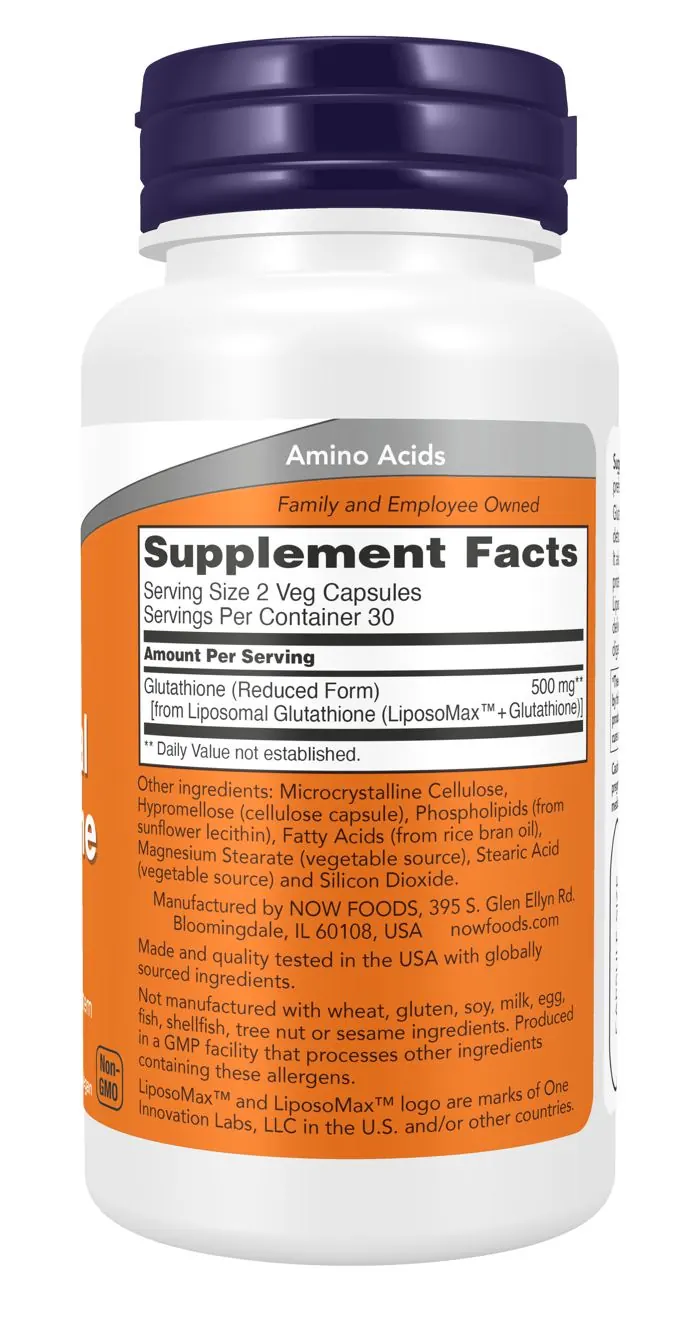 Amino Acids
Family and Employee Owned
Supplement Facts
Serving Size 2 Veg Capsules
Servings Per Container 30
Amount Per Serving
Glutathione (Reduced Form) 500 mg**
[from Liposomal Glutathione (LiposoMax™+Glutathione)]
** Daily Value not established.
Other ingredients: Microcrystalline Cellulose,
Hypromellose (cellulose capsule), Phospholipids (from
sunflower lecithin), Fatty Acids (from rice bran oil),
Magnesium Stearate (vegetable source), Stearic Acid
(vegetable source) and Silicon Dioxide.
Manufactured by NOW FOODS, 395 S. Glen Ellyn Rd.
Bloomingdale, IL 60108, USA nowfoods.com
Made and quality tested in the USA with globally
sourced ingredients.
Not manufactured with wheat, gluten, soy, milk, egg,
fish, shellfish, tree nut or sesame ingredients. Produced
in a GMP facility that processes other ingredients
containing these allergens.
LiposoMax™ and LiposoMax™ logo are marks of One
Innovation Labs, LLC in the U.S. and/or other countries.
Non-
GMO